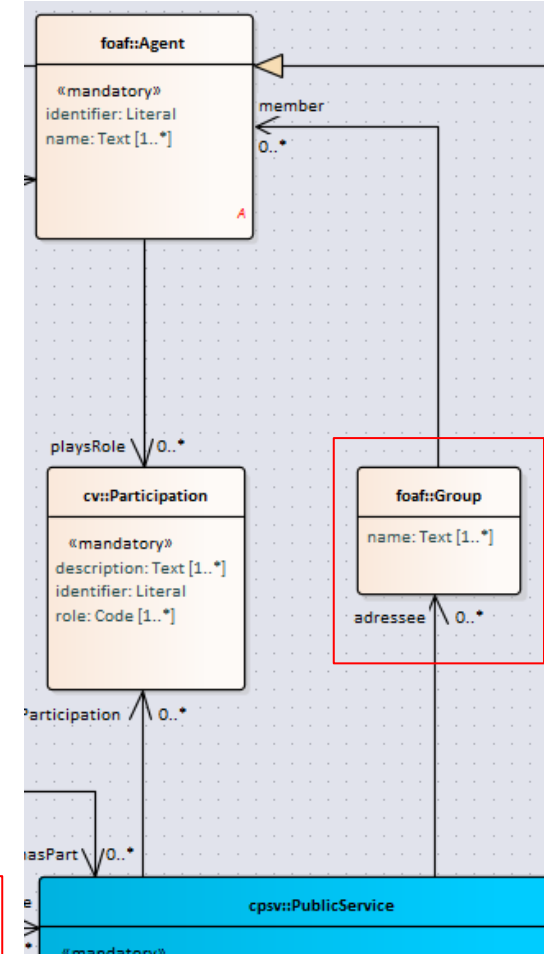 foaf::Agent
«mandatory»
identifier: Literal
name: Text [1..*]
A
member
0..*
playsRole
0..*
cv::Participation
«mandatory»
description: Text [1..*]
identifier: Literal
role: Code [1..*]
foaf::Group
name: Text [1..*]
adressee
0..*
Participation
0..*
hasPart
0..*
e
*
cpsv::PublicService
«mandatory»